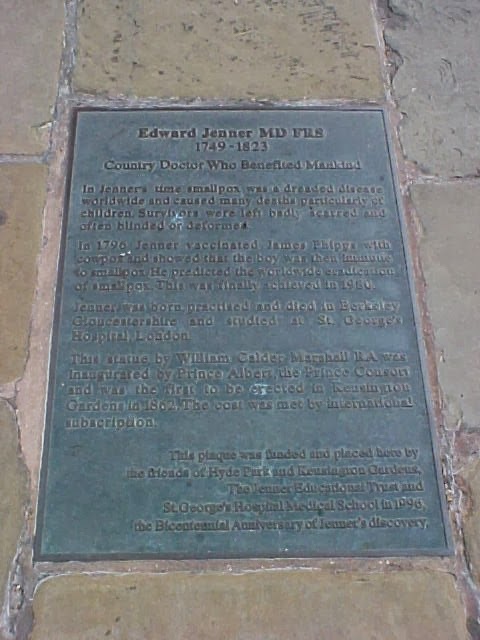 Edward Jenner MD FRS
1749-1823
Country Doctor Who Benefited Mankind
In Jenner's time smallpox was a dreaded disease
worldwide and caused many deaths particularly of
children. Survivors were left badly scarred and
often blinded or deformed.
In 1796 Jenner vaccinated James Phipps with
cowpox and showed that the boy was then immune
to smallpox. He predicted the worldwide eradication
of smallpox. This was finally achieved in 1980.
Jenner was born, practised and died in Berkeley
Gloucestershire and studied at St. George's
Hospital, London.
This statue by William Calder Marshall RA was
inaugurated by Prince Albert, the Prince Consort
and was the first to be erected in Kensington
Gardens in 1862. The cost was met by international
subscription.
This plaque was funded and placed here by
the friends of Hyde Park and Kensington Gardens,
The Jenner Educational Trust and
St. George's Hospital Medical School in 1996,
the Bicentennial Anniversary of Jenner's discovery.